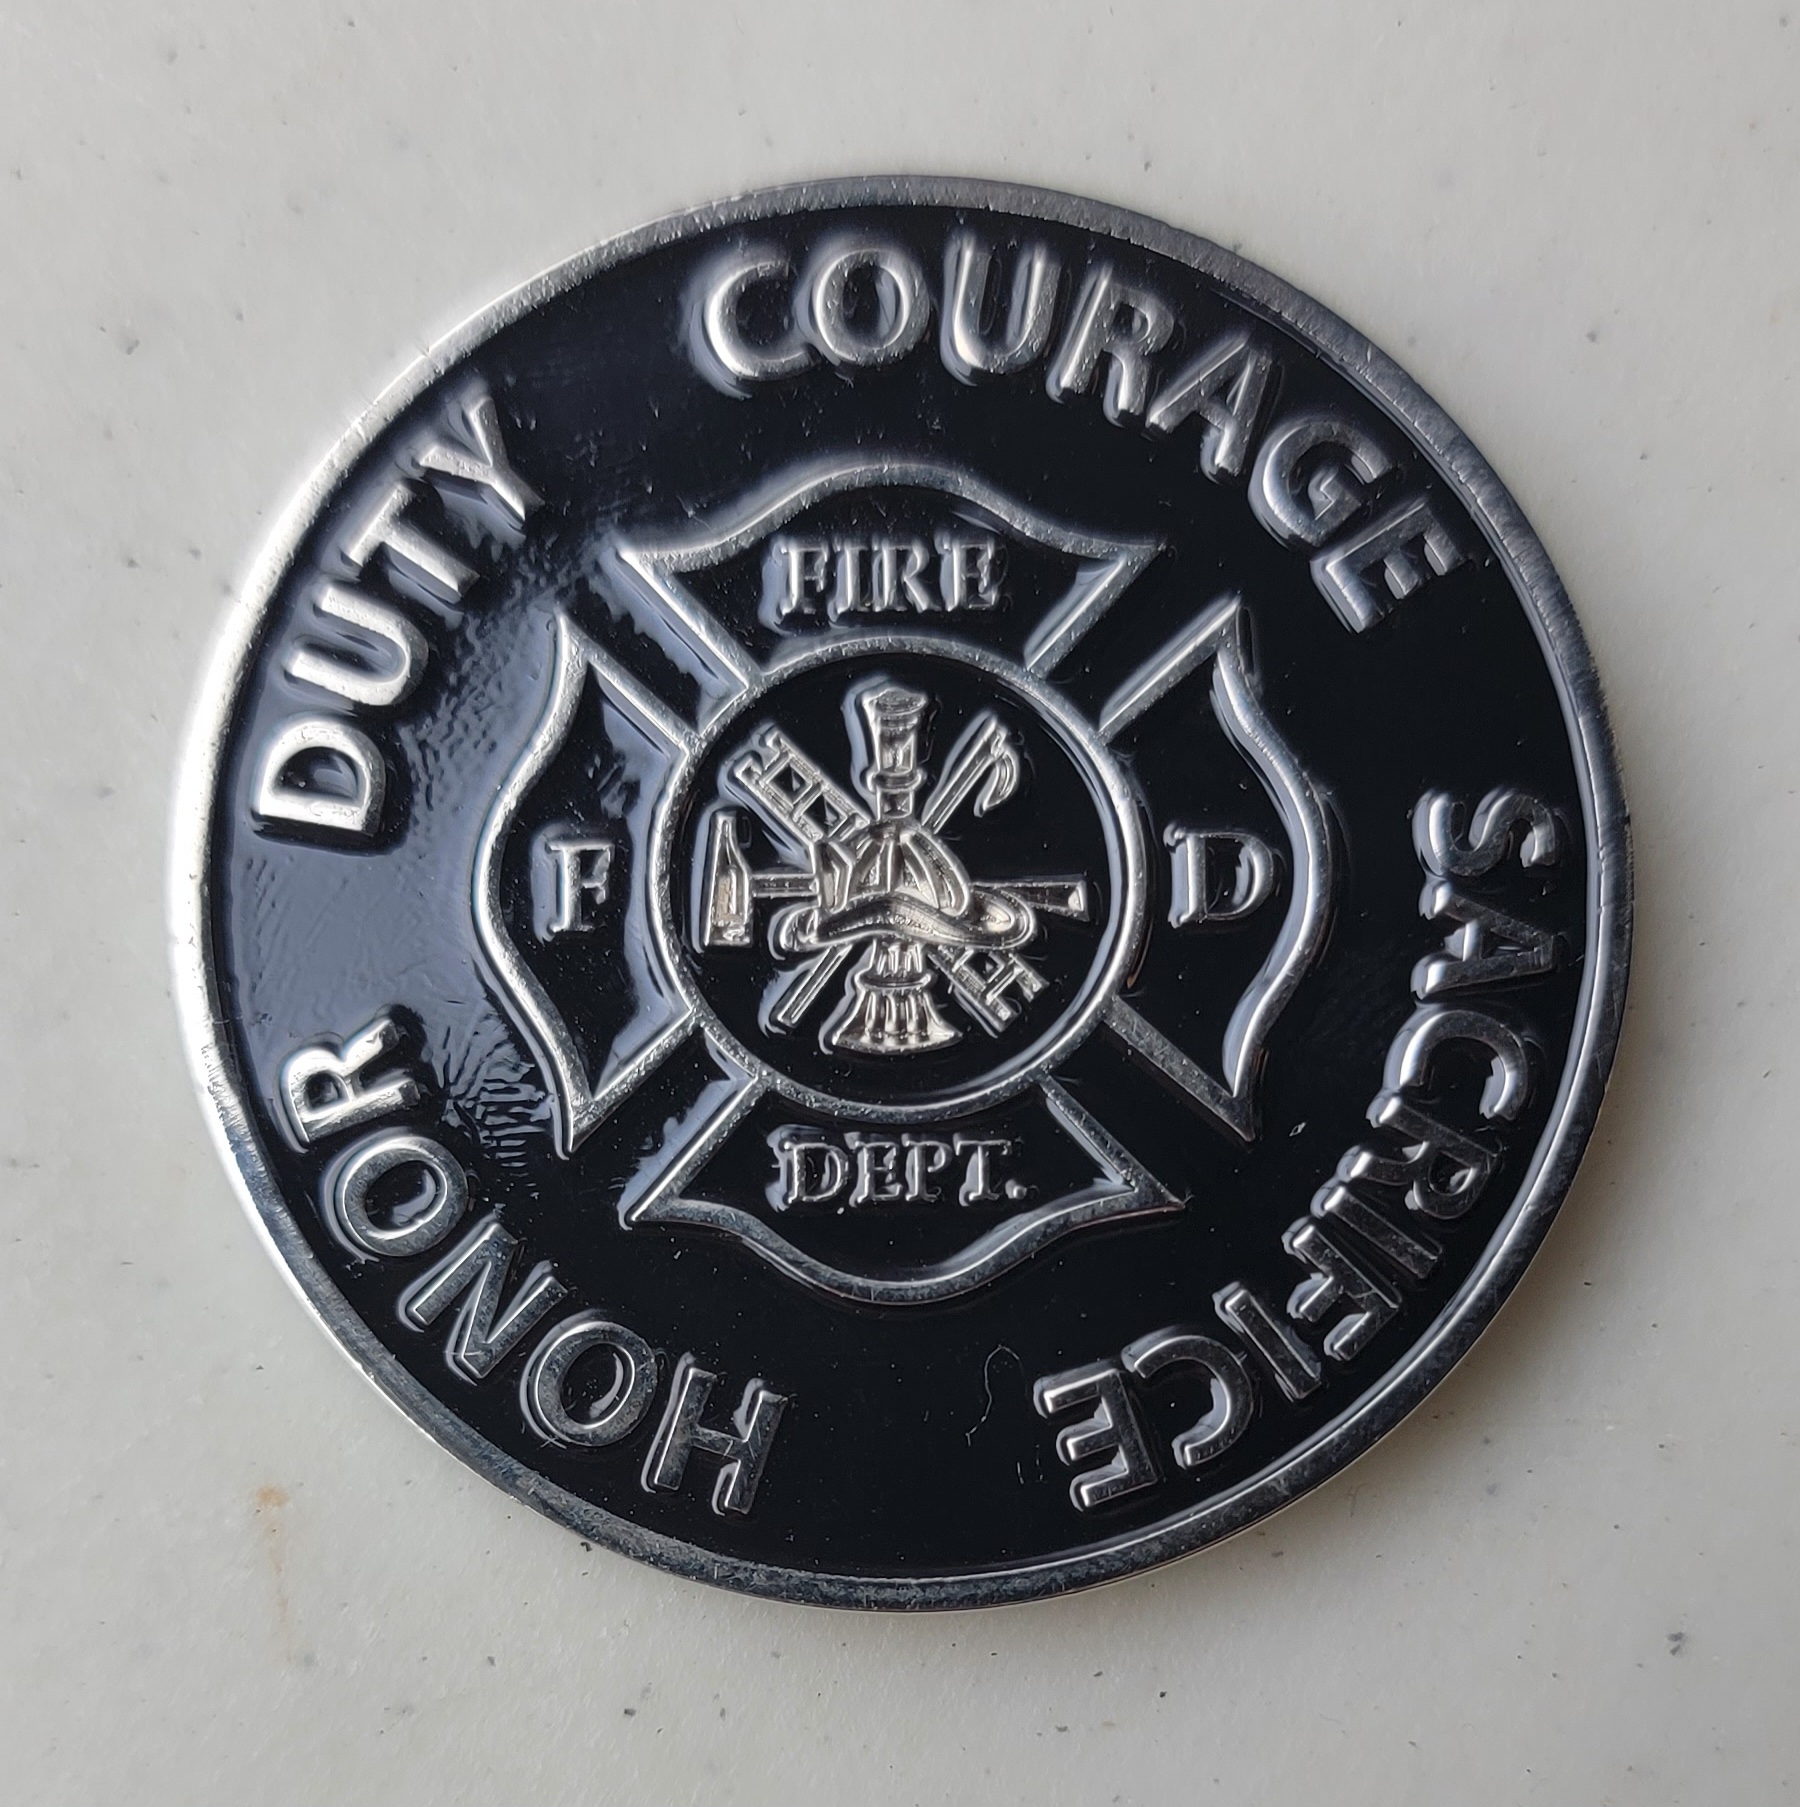 HONOR
DUTY
COURAGE
SACRIFICE
FIRE
F
D
DEPT.